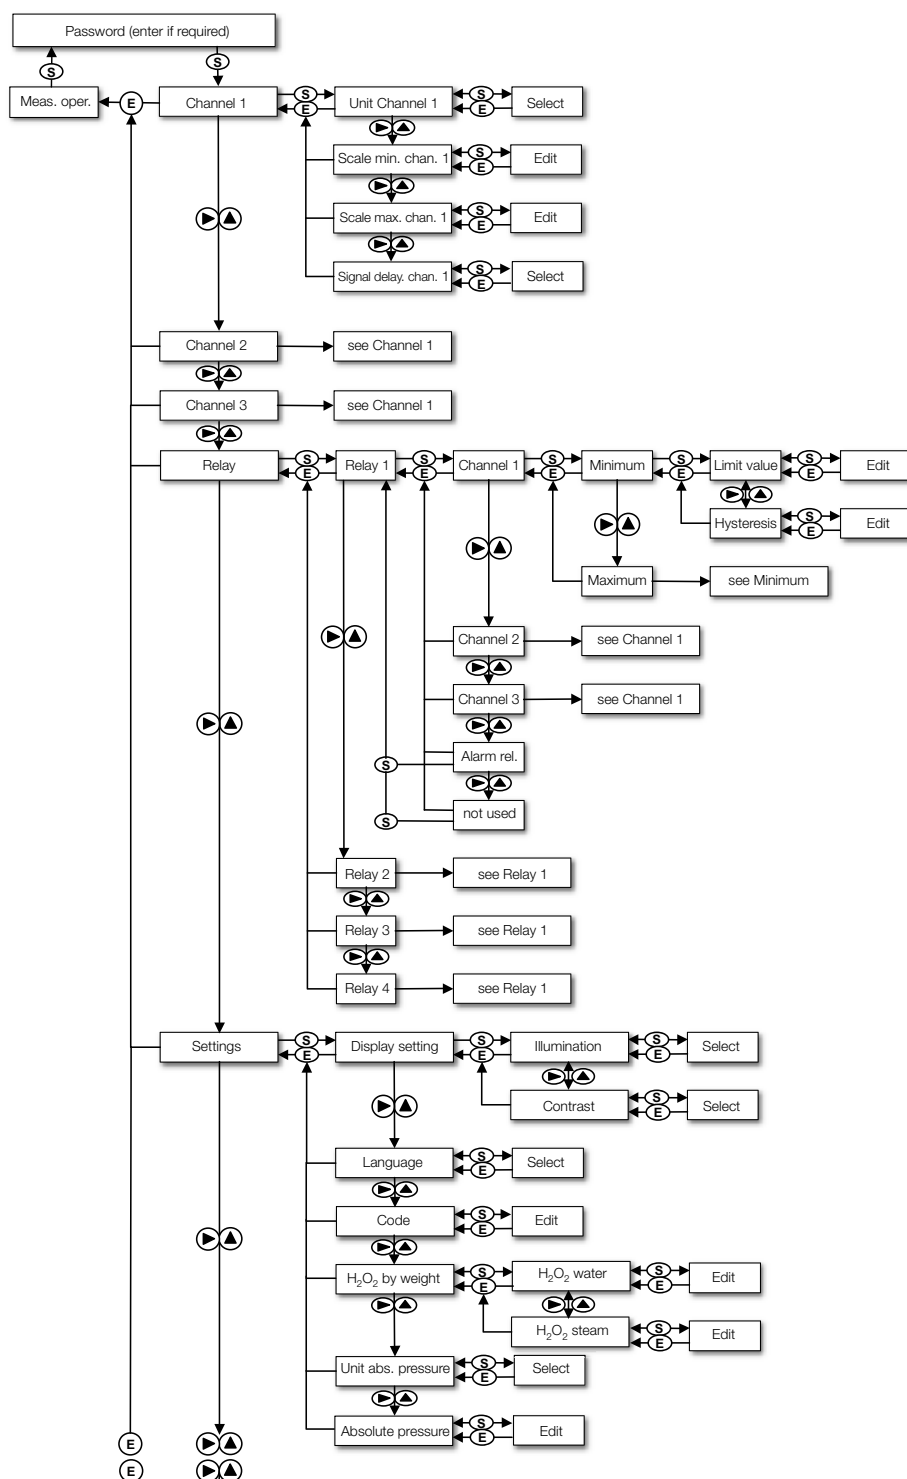 Password (enter if required)
S S
Meas. oper. E Channel 1 S E Unit Channel 1 S E Select
Scale min. chan. 1 S E Edit
Scale max. chan. 1 S E Edit
Signal delay. chan. 1 S E Select
Channel 2 see Channel 1
Channel 3 see Channel 1
Relay S E Relay 1 S E Channel 1 S E Minimum S E Limit value S E Edit
Hysteresis S E Edit
Maximum see Minimum
Channel 2 see Channel 1
Channel 3 see Channel 1
Alarm rel. S
not used S
Relay 2 see Relay 1
Relay 3 see Relay 1
Relay 4 see Relay 1
Settings S E Display setting S E Illumination S E Select
Contrast S E Select
Language S E Select
Code S E Edit
H₂O₂ by weight S E H₂O₂ water S E Edit
H₂O₂ steam S E Edit
Unit abs. pressure S E Select
Absolute pressure S E Edit
E
E